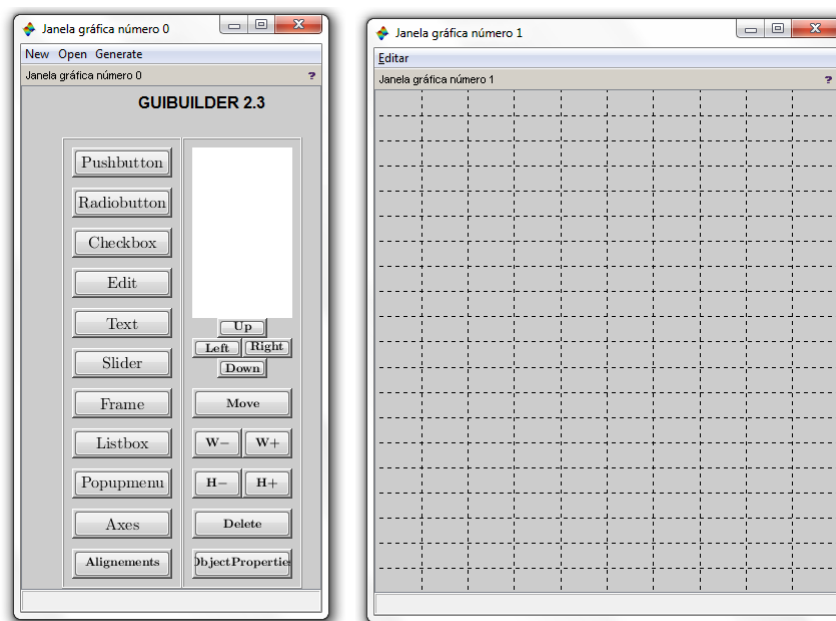 Janela gráfica número 0
New Open Generate
Janela gráfica número 0 ?
GUIBUILDER 2.3
Pushbutton
Radiobutton
Checkbox
Edit
Text
Slider
Frame
Listbox
Popupmenu
Axes
Alignements
Up
Left Right
Down
Move
W− W+
H− H+
Delete
ObjectPropertie
Janela gráfica número 1
Editar
Janela gráfica número 1 ?